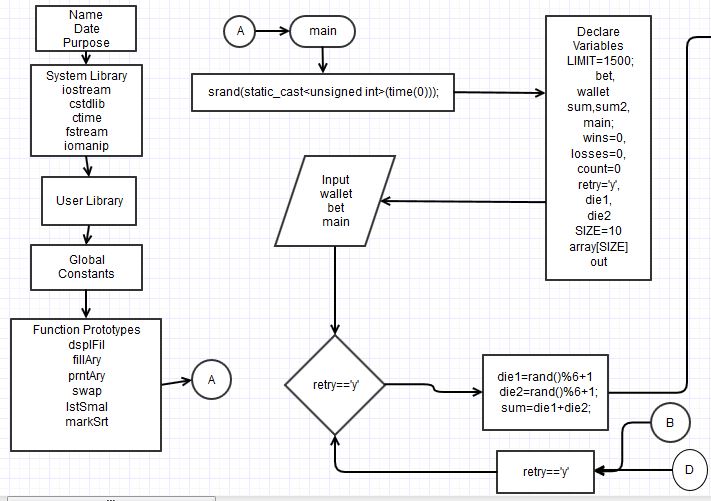 Name
Date
Purpose
System Library
iostream
cstdlib
ctime
fstream
iomanip
User Library
Global
Constants
Function Prototypes
dsplFil
fillAry
prntAry
swap
lstSmal
markSrt
A
A
main
srand(static_cast<unsigned int>(time(0)));
Declare
Variables
LIMIT=1500;
bet,
wallet
sum,sum2,
main;
wins=0,
losses=0,
count=0
retry='y',
die1,
die2
SIZE=10
array[SIZE]
out
Input
wallet
bet
main
retry=='y'
die1=rand()%6+1
die2=rand()%6+1;
sum=die1+die2;
B
D
retry=='y'